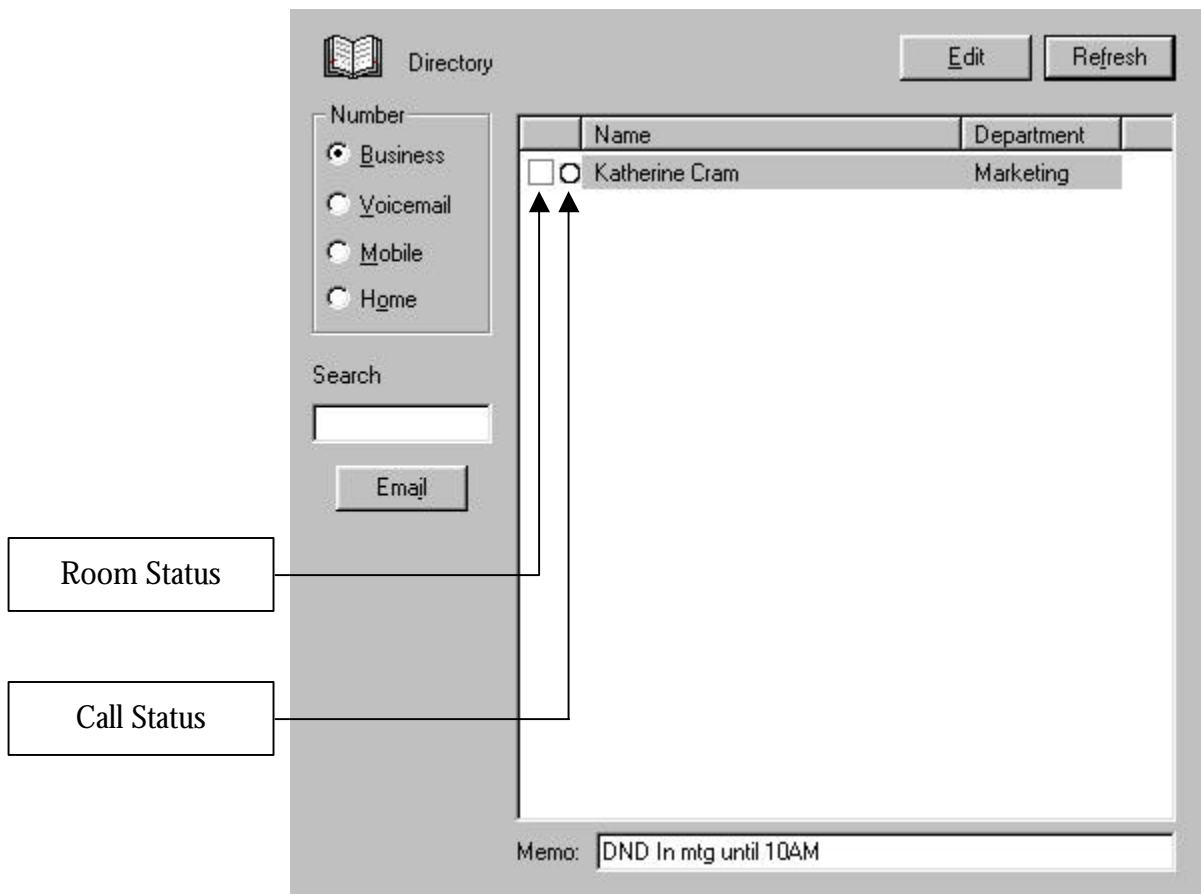 Directory
Edit
Refresh
Number
Business
Voicemail
Mobile
Home
Name Department
Katherine Cram Marketing
Search
Email
Room Status
Call Status
Memo: DND In mtg until 10AM